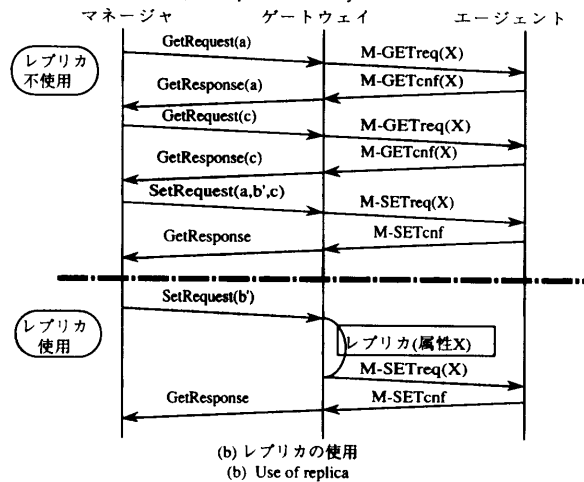 マネージャ ゲートウェイ エージェント
レプリカ
不使用
GetRequest(a)
M-GETreq(X)
M-GETcnf(X)
GetResponse(a)
GetRequest(c)
M-GETreq(X)
M-GETcnf(X)
GetResponse(c)
SetRequest(a,b',c)
M-SETreq(X)
M-SETcnf
GetResponse
レプリカ
使用
SetRequest(b')
レプリカ(属性X)
M-SETreq(X)
M-SETcnf
GetResponse
(b) レプリカの使用
(b) Use of replica